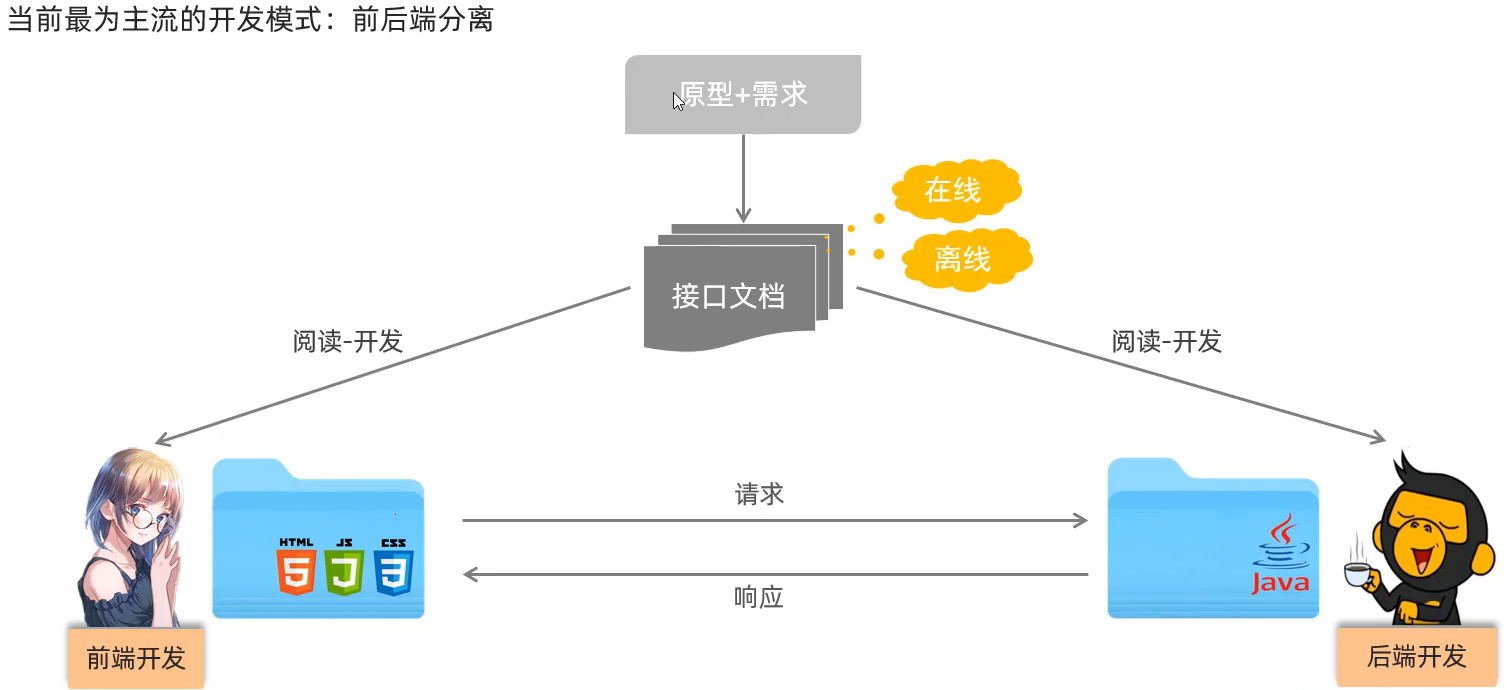 当前最为主流的开发模式：前后端分离
原型+需求
在线
离线
接口文档
阅读-开发
阅读-开发
请求
HTML JS CSS
5 J 3
Java
响应
前端开发
后端开发